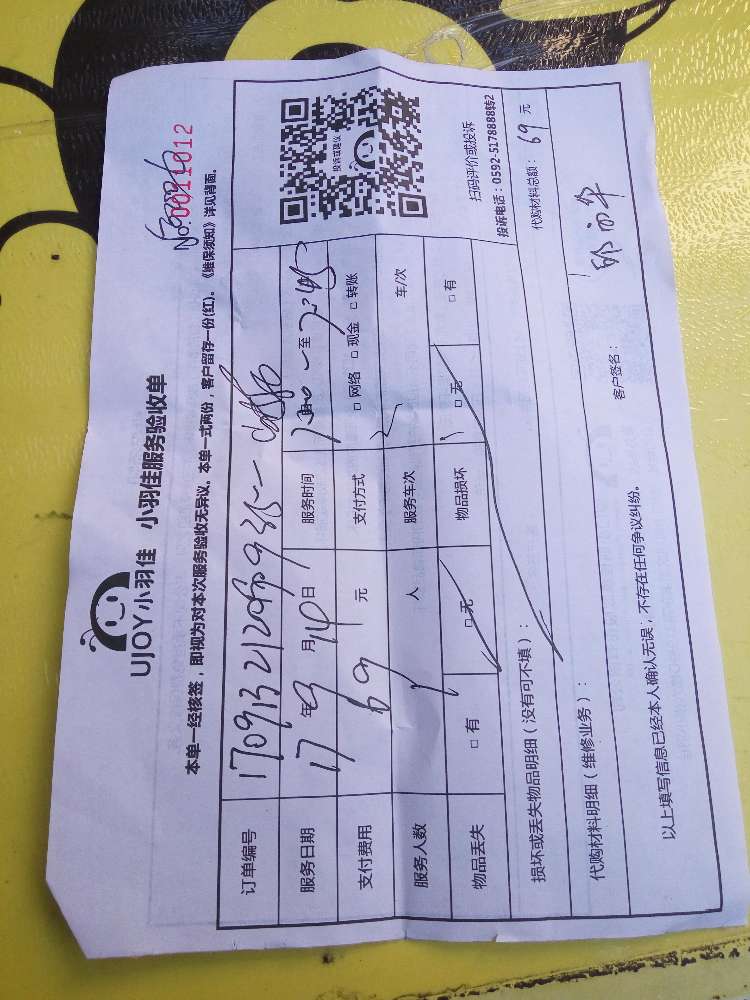 UJOY小羽佳 小羽佳服务验收单
No.0011012
本单一经核签，即视为对本次服务验收无异议，本单一式两份，客户留存一份(红)。《维保须知》详见背面。
订单编号
服务日期 17 年 9 月 14 日 服务时间 至
支付费用 69 元 支付方式 □ 网络 □ 现金 □ 转账
服务人数 人 服务车次 车/次
物品丢失 □ 有 □ 无 物品损坏 □ 无 □ 有
投诉或建议
扫码评价或投诉
投诉电话：0592-5178888转2
损坏或丢失物品明细（没有可不填）：
代购材料明细（维修业务）： 代购材料总额： 69 元
以上填写信息已经本人确认无误，不存在任何争议纠纷。 客户签名：